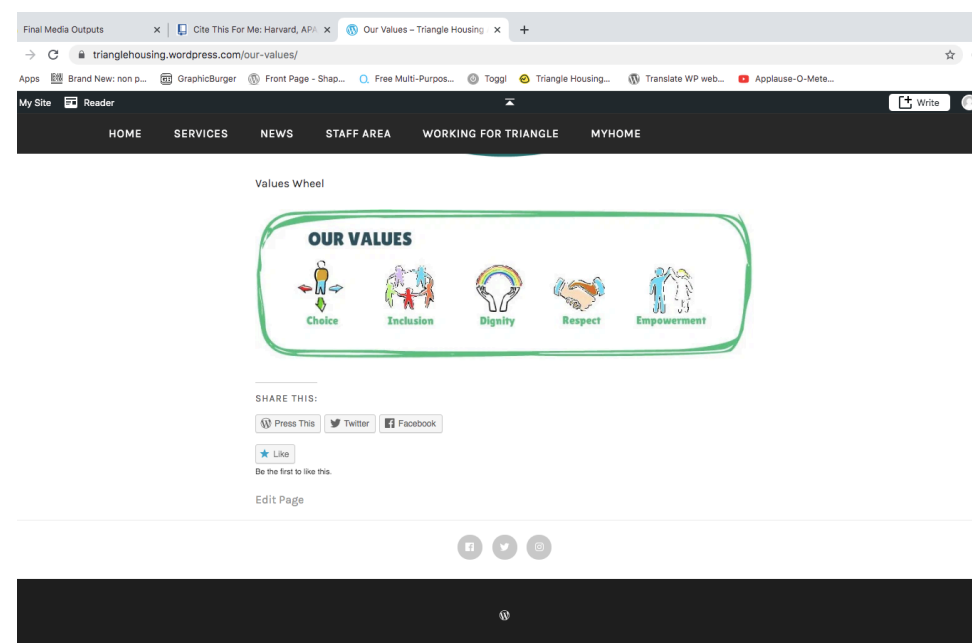 Final Media Outputs Cite This For Me: Harvard, APA Our Values – Triangle Housing
trianglehousing.wordpress.com/our-values/
Apps Brand New: non p... GraphicBurger Front Page - Shap... Free Multi-Purpos... Toggl Triangle Housing... Translate WP web... Applause-O-Mete...
My Site Reader Write
HOME SERVICES NEWS STAFF AREA WORKING FOR TRIANGLE MYHOME
Values Wheel
OUR VALUES
Choice Inclusion Dignity Respect Empowerment
SHARE THIS:
Press This Twitter Facebook
Like
Be the first to like this.
Edit Page